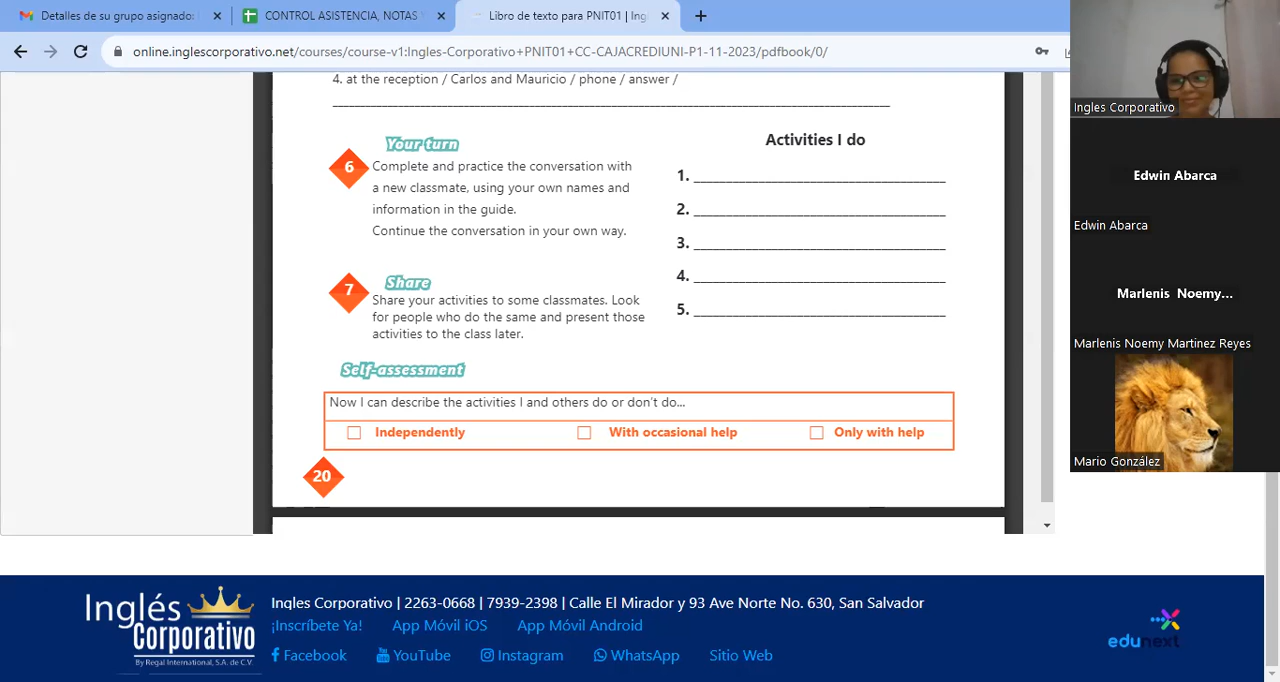 Detalles de su grupo asignado:
CONTROL ASISTENCIA, NOTAS Y
Libro de texto para PNIT01 | Ingl
online.inglescorporativo.net/courses/course-v1:Ingles-Corporativo+PNIT01+CC-CAJACREDIUNI-P1-11-2023/pdfbook/0/
4. at the reception / Carlos and Mauricio / phone / answer /
6
Your turn
Complete and practice the conversation with
a new classmate, using your own names and
information in the guide.
Continue the conversation in your own way.
7
Share
Share your activities to some classmates. Look
for people who do the same and present those
activities to the class later.
Activities I do
1.
2.
3.
4.
5.
Self-assessment
Now I can describe the activities I and others do or don't do...
Independently
With occasional help
Only with help
20
Ingles Corporativo
Edwin Abarca
Edwin Abarca
Marlenis Noemy...
Marlenis Noemy Martinez Reyes
Mario González
Inglés
Corporativo
By Regal International, S.A. de C.V.
Ingles Corporativo | 2263-0668 | 7939-2398 | Calle El Mirador y 93 Ave Norte No. 630, San Salvador
¡Inscríbete Ya! App Móvil iOS App Móvil Android
Facebook YouTube Instagram WhatsApp Sitio Web
edunext